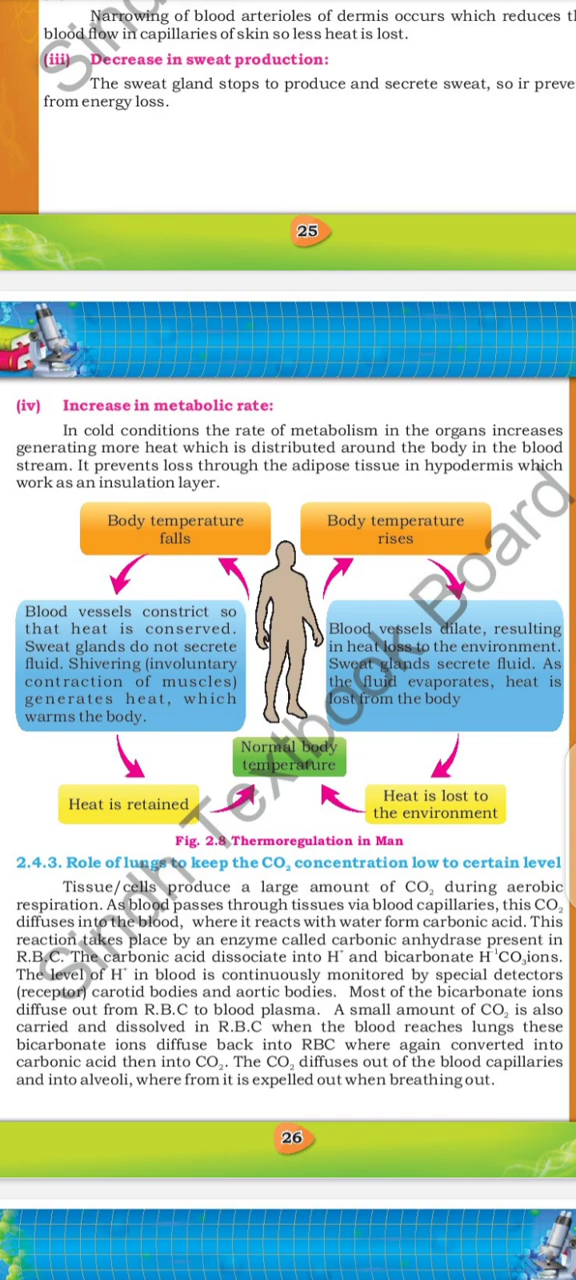 Narrowing of blood arterioles of dermis occurs which reduces t
blood flow in capillaries of skin so less heat is lost.
(iii) Decrease in sweat production:
The sweat gland stops to produce and secrete sweat, so ir preve
from energy loss.
25
(iv) Increase in metabolic rate:
In cold conditions the rate of metabolism in the organs increases
generating more heat which is distributed around the body in the blood
stream. It prevents loss through the adipose tissue in hypodermis which
work as an insulation layer.
Body temperature
falls
Body temperature
rises
Blood vessels constrict so
that heat is conserved.
Sweat glands do not secrete
fluid. Shivering (involuntary
contraction of muscles)
generates heat, which
warms the body.
Blood vessels dilate, resulting
in heat loss to the environment.
Sweat glands secrete fluid. As
the fluid evaporates, heat is
lost from the body
Normal body
temperature
Heat is retained
Heat is lost to
the environment
Fig. 2.8 Thermoregulation in Man
2.4.3. Role of lungs to keep the CO₂ concentration low to certain level
Tissue/cells produce a large amount of CO₂ during aerobic
respiration. As blood passes through tissues via blood capillaries, this CO₂
diffuses into the blood, where it reacts with water form carbonic acid. This
reaction takes place by an enzyme called carbonic anhydrase present in
R.B.C. The carbonic acid dissociate into H⁺ and bicarbonate H⁻¹CO₃ions.
The level of H⁺ in blood is continuously monitored by special detectors
(receptor) carotid bodies and aortic bodies. Most of the bicarbonate ions
diffuse out from R.B.C to blood plasma. A small amount of CO₂ is also
carried and dissolved in R.B.C when the blood reaches lungs these
bicarbonate ions diffuse back into RBC where again converted into
carbonic acid then into CO₂. The CO₂ diffuses out of the blood capillaries
and into alveoli, where from it is expelled out when breathing out.
26
Sindh Textbook Board